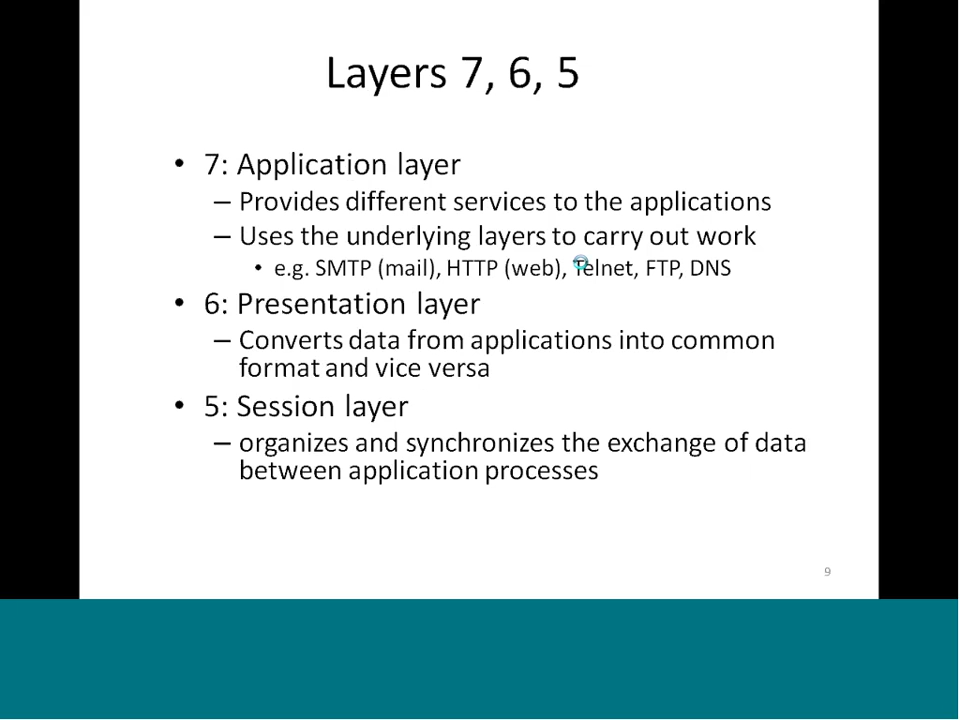 Layers 7, 6, 5
• 7: Application layer
– Provides different services to the applications
– Uses the underlying layers to carry out work
• e.g. SMTP (mail), HTTP (web), Telnet, FTP, DNS
• 6: Presentation layer
– Converts data from applications into common
format and vice versa
• 5: Session layer
– organizes and synchronizes the exchange of data
between application processes
9